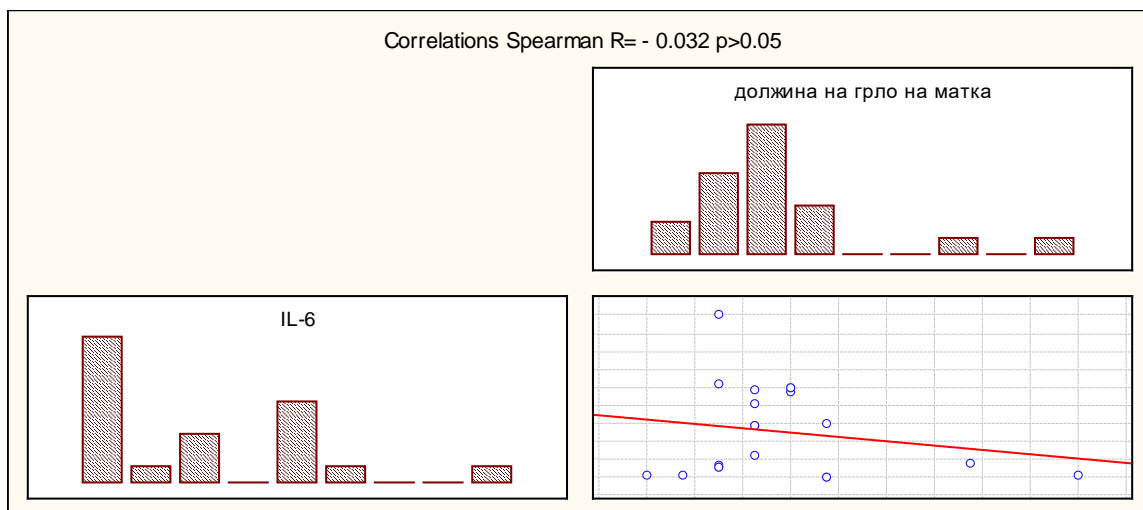 Correlations Spearman R= - 0.032 p>0.05
должина на грло на матка
IL-6